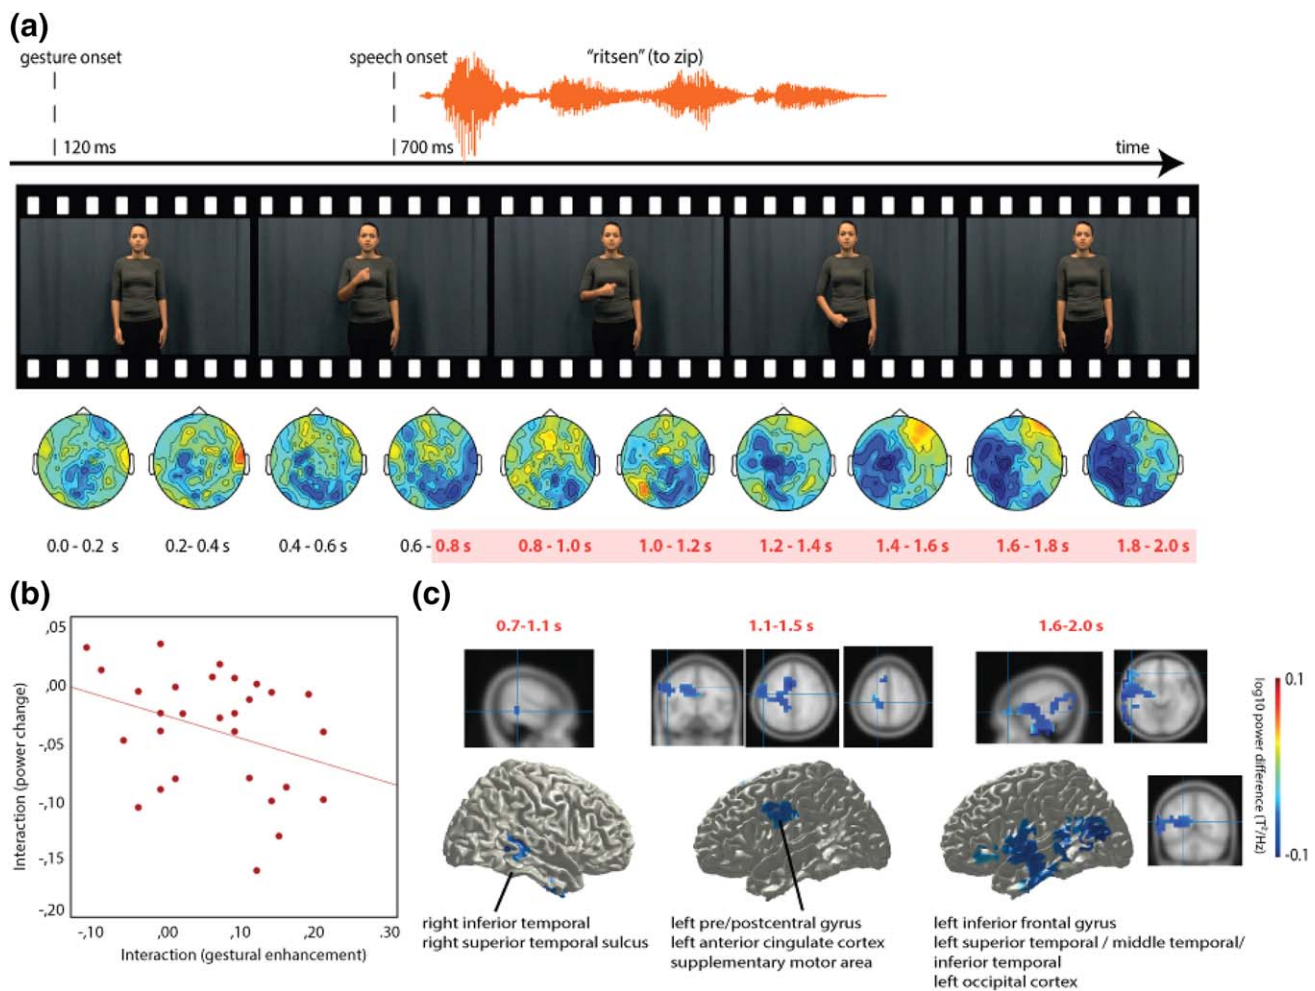 (a)
gesture onset
speech onset
"ritsen" (to zip)
120 ms
700 ms
time
0.0 - 0.2 s
0.2- 0.4 s
0.4 - 0.6 s
0.6 - 0.8 s
0.8 - 1.0 s
1.0 - 1.2 s
1.2 - 1.4 s
1.4 - 1.6 s
1.6 - 1.8 s
1.8 - 2.0 s
(b)
Interaction (power change)
,05
,00
-,05
-,10
-,15
-,20
-,10
,00
,10
,20
.30
Interaction (gestural enhancement)
(c)
0.7-1.1 s
1.1-1.5 s
1.6-2.0 s
right inferior temporal
right superior temporal sulcus
left pre/postcentral gyrus
left anterior cingulate cortex
supplementary motor area
left inferior frontal gyrus
left superior temporal / middle temporal/
inferior temporal
left occipital cortex
0.1
log10 power difference (T²/Hz)
-0.1